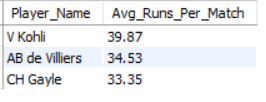 Player_Name Avg_Runs_Per_Match
V Kohli 39.87
AB de Villiers 34.53
CH Gayle 33.35